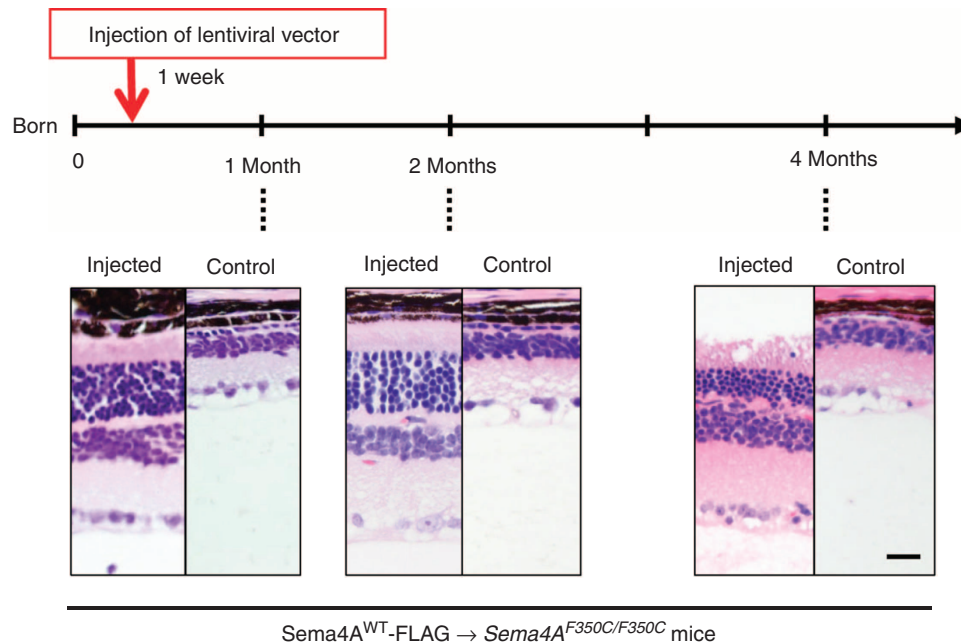 Injection of lentiviral vector
1 week
Born
0
1 Month
2 Months
4 Months
Injected Control
Injected Control
Injected Control
Sema4A^WT-FLAG → Sema4A^F350C/F350C mice